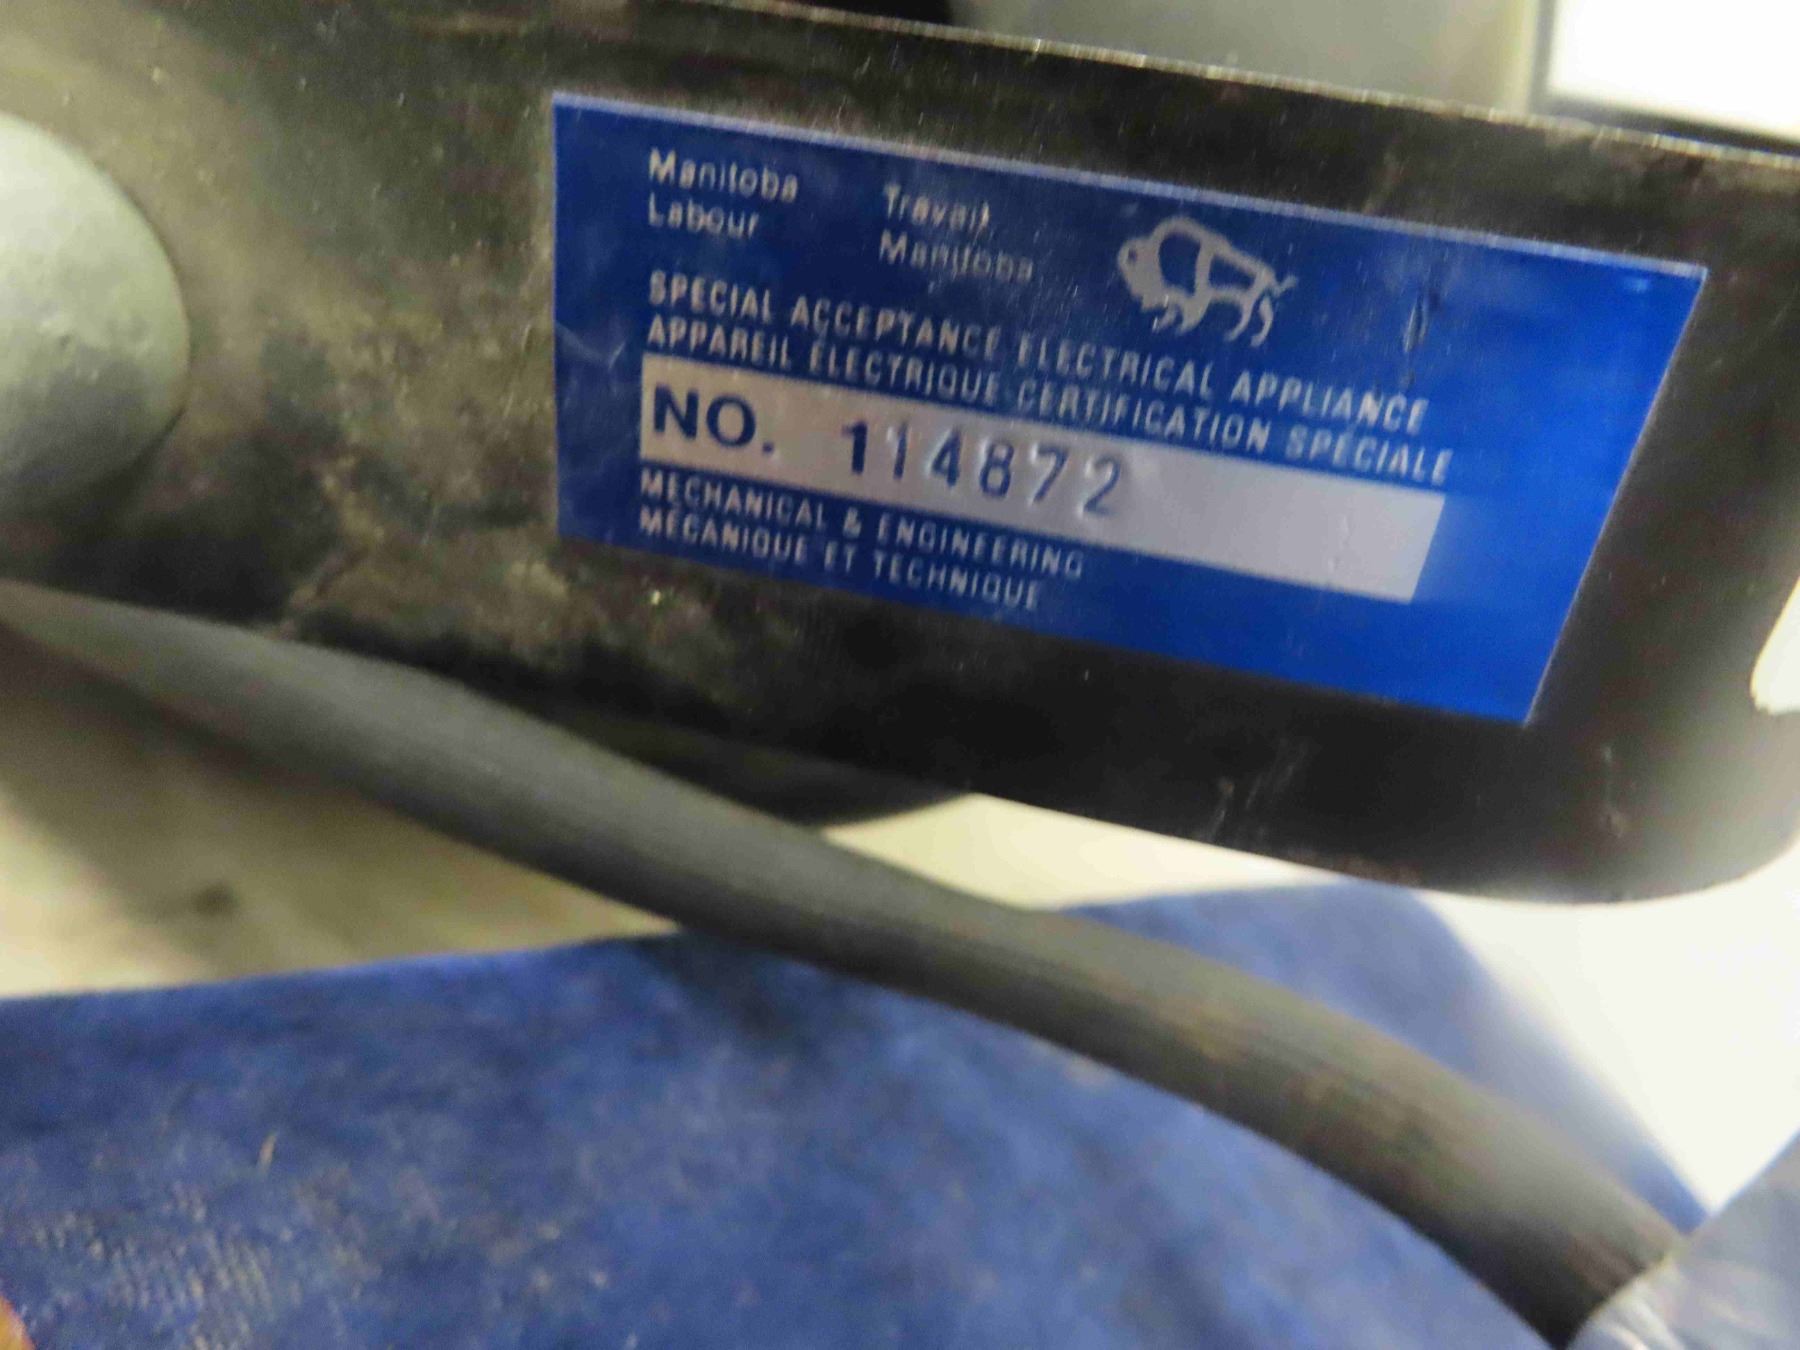 Manitoba
Labour
Travail
Manitoba
SPECIAL ACCEPTANCE ELECTRICAL APPLIANCE
APPAREIL ÉLECTRIQUE CERTIFICATION SPÉCIALE
NO. 114872
MECHANICAL & ENGINEERING
MÉCANIQUE ET TECHNIQUE